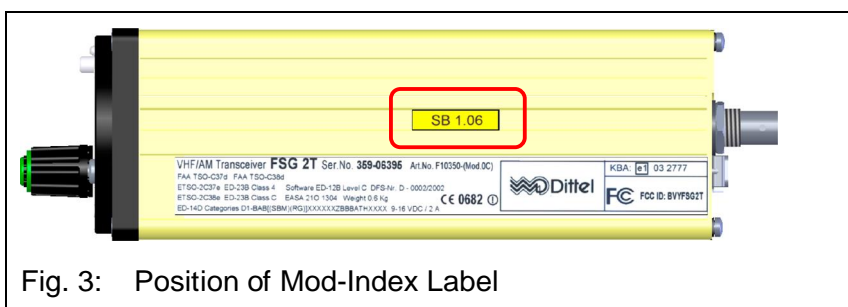 SB 1.06
VHF/AM Transceiver FSG 2T Ser.No. 359-06395 Art.No. F10350-(Mod.0C)
FAA TSO-C37d FAA TSO-C38d
ETSO-2C37e ED-23B Class 4 Software ED-12B Level C DFS-Nr. D - 0002/2002
ETSO-2C38e ED-23B Class C EASA 21O 1304 Weight 0.6 Kg
ED-14D Categories D1-BAB[(SBM)(RG)]XXXXXXZBBBATHXXXX 9-16 VDC / 2 A
CE 0682
Dittel
KBA: e1 03 2777
FC FCC ID: BVYFSG2T
Fig. 3: Position of Mod-Index Label